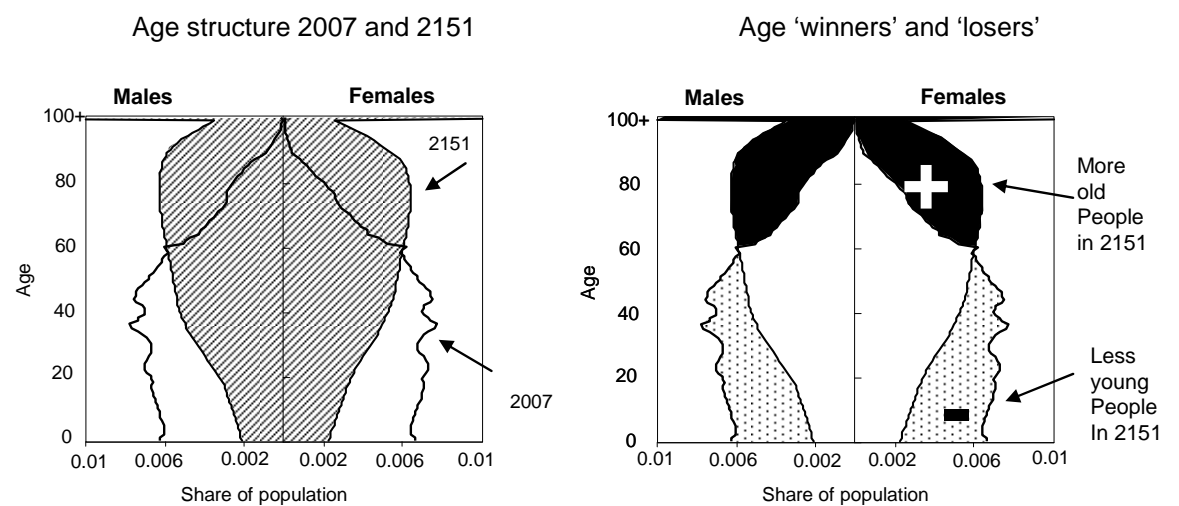 Age structure 2007 and 2151
Males
Females
100+
80
60
40
20
0
Age
2151
2007
0.01
0.006
0.002
0.002
0.006
0.01
Share of population
Age ‘winners’ and ‘losers’
Males
Females
100+
80
60
40
20
0
Age
More
old
People
in 2151
Less
young
People
In 2151
0.01
0.006
0.002
0.002
0.006
0.01
Share of population